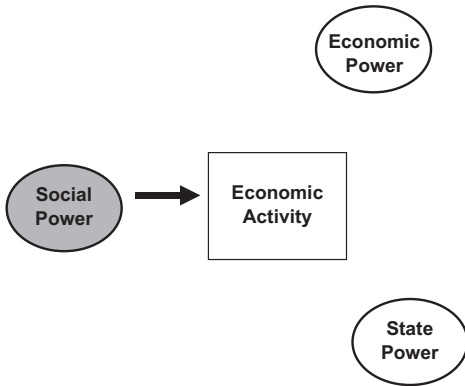 Economic
Power
Social
Power
Economic
Activity
State
Power